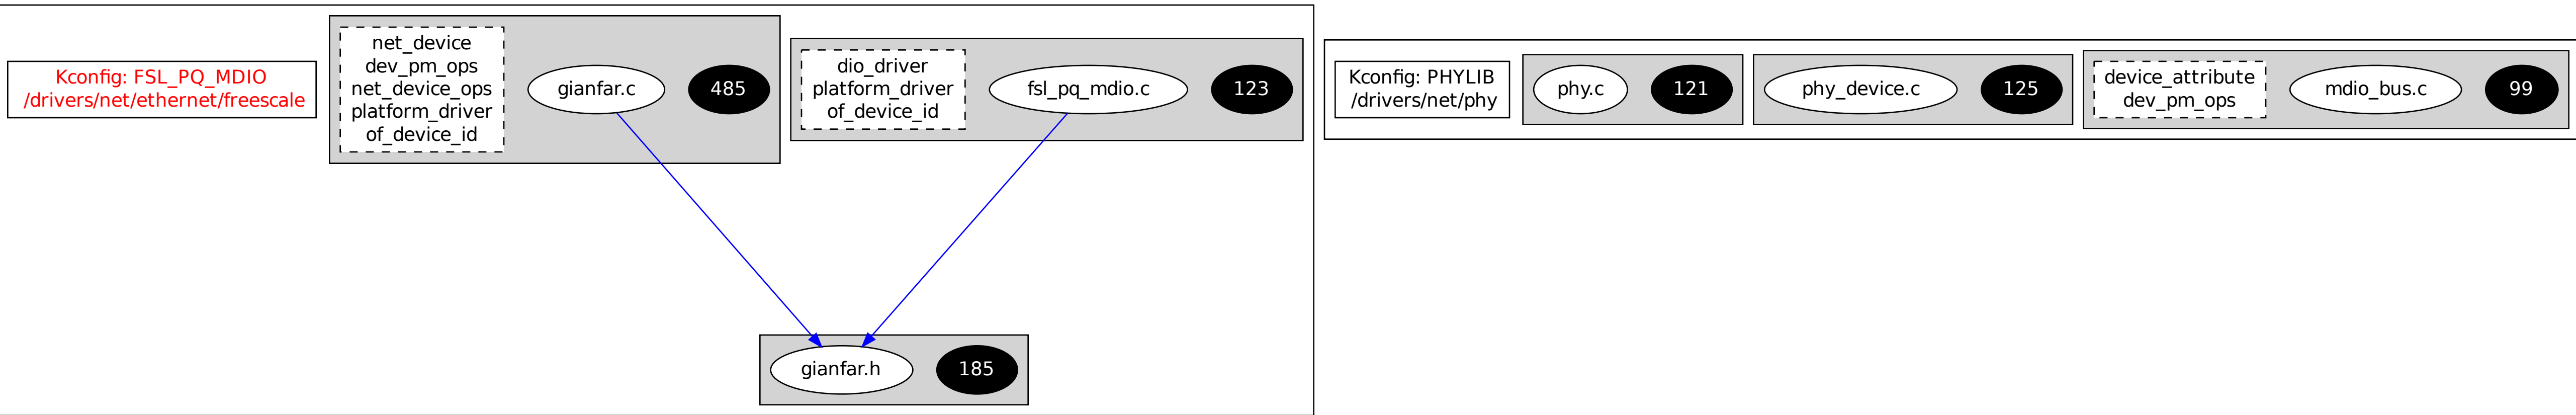 Kconfig: FSL_PQ_MDIO
/drivers/net/ethernet/freescale
net_device
dev_pm_ops
net_device_ops
platform_driver
of_device_id
gianfar.c
485
dio_driver
platform_driver
of_device_id
fsl_pq_mdio.c
123
gianfar.h
185
Kconfig: PHYLIB
/drivers/net/phy
phy.c
121
phy_device.c
125
device_attribute
dev_pm_ops
mdio_bus.c
99